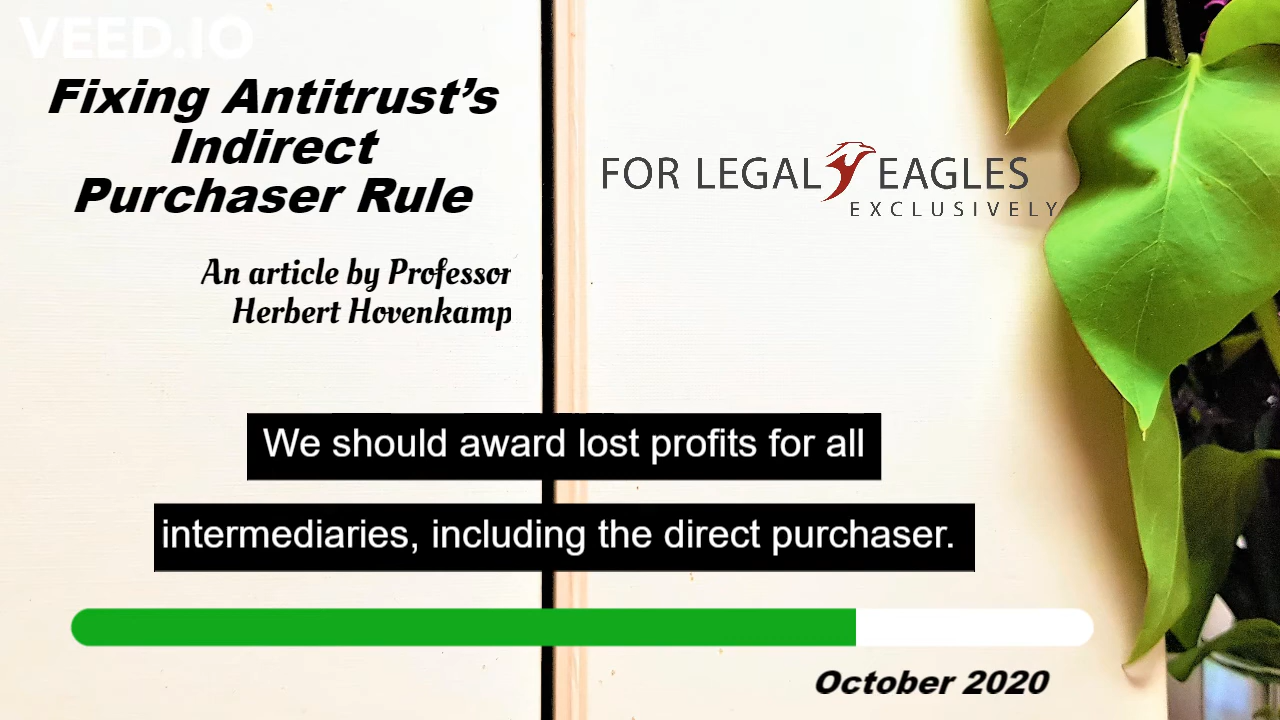 VEED.IO
Fixing Antitrust's
Indirect
Purchaser Rule
An article by Professor
Herbert Hovenkamp
FOR LEGAL EAGLES
EXCLUSIVELY
We should award lost profits for all
intermediaries, including the direct purchaser.
October 2020